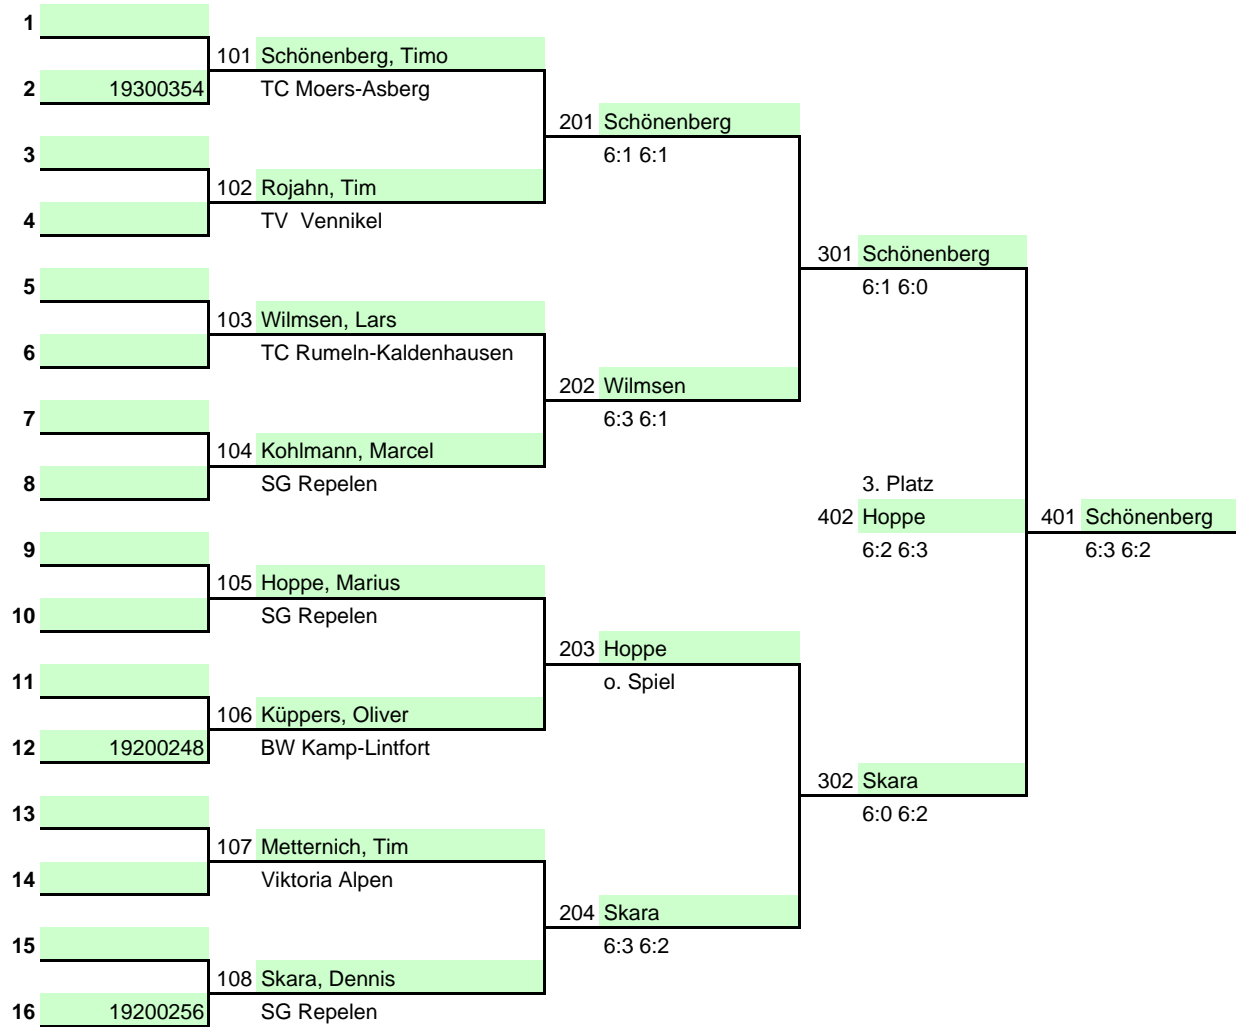 1
101 Schönenberg, Timo
2 19300354 TC Moers-Asberg
201 Schönenberg
3 6:1 6:1
102 Rojahn, Tim
4 TV Vennikel
301 Schönenberg
5 6:1 6:0
103 Wilmsen, Lars
6 TC Rumeln-Kaldenhausen
202 Wilmsen
7 6:3 6:1
104 Kohlmann, Marcel
8 SG Repelen 3. Platz
402 Hoppe 401 Schönenberg
9 6:2 6:3 6:3 6:2
105 Hoppe, Marius
10 SG Repelen
203 Hoppe
11 o. Spiel
106 Küppers, Oliver
12 19200248 BW Kamp-Lintfort
302 Skara
13 6:0 6:2
107 Metternich, Tim
14 Viktoria Alpen
204 Skara
15 6:3 6:2
108 Skara, Dennis
16 19200256 SG Repelen